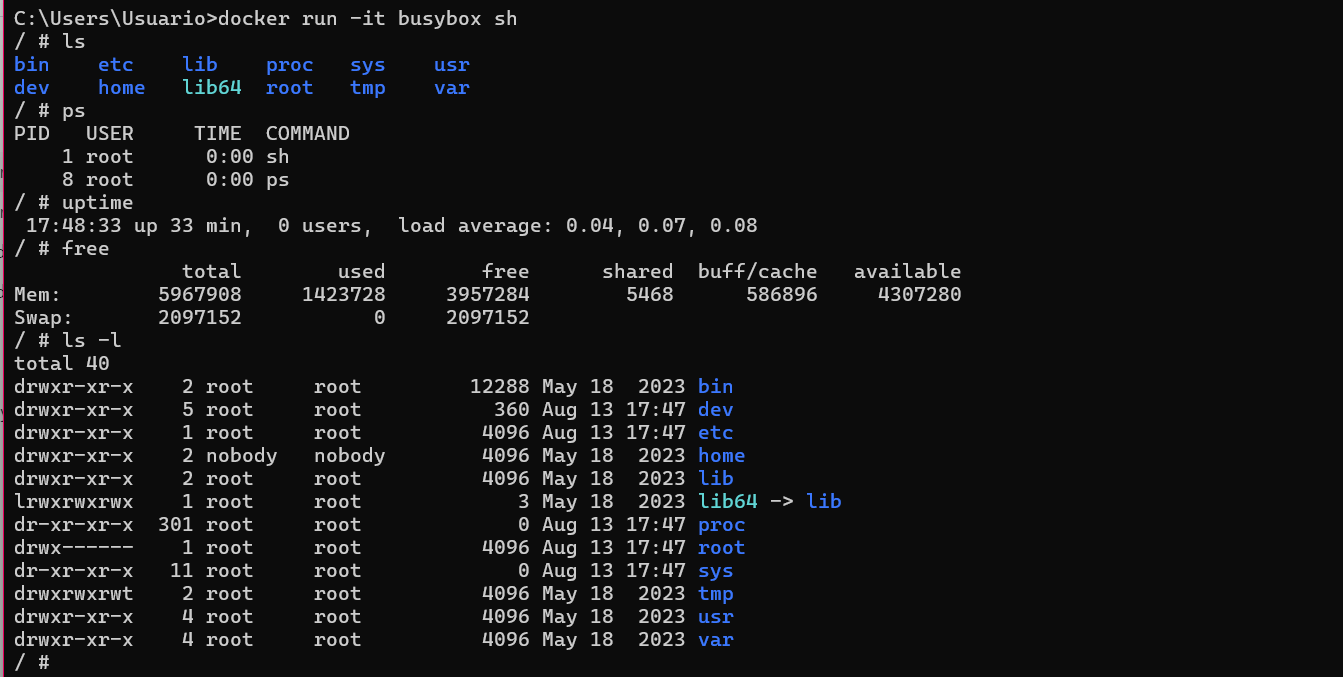 C:\Users\Usuario>docker run -it busybox sh
/ # ls
bin    etc    lib    proc   sys    usr
dev    home   lib64  root   tmp    var
/ # ps
PID   USER     TIME  COMMAND
    1 root      0:00 sh
    8 root      0:00 ps
/ # uptime
 17:48:33 up 33 min,  0 users,  load average: 0.04, 0.07, 0.08
/ # free
              total        used        free      shared  buff/cache   available
Mem:        5967908     1423728     3957284        5468      586896     4307280
Swap:       2097152           0     2097152
/ # ls -l
total 40
drwxr-xr-x    2 root     root         12288 May 18  2023 bin
drwxr-xr-x    5 root     root           360 Aug 13 17:47 dev
drwxr-xr-x    1 root     root          4096 Aug 13 17:47 etc
drwxr-xr-x    2 nobody   nobody        4096 May 18  2023 home
drwxr-xr-x    2 root     root          4096 May 18  2023 lib
lrwxrwxrwx    1 root     root             3 May 18  2023 lib64 -> lib
dr-xr-xr-x  301 root     root             0 Aug 13 17:47 proc
drwx------    1 root     root          4096 Aug 13 17:47 root
dr-xr-xr-x   11 root     root             0 Aug 13 17:47 sys
drwxrwxrwt    2 root     root          4096 May 18  2023 tmp
drwxr-xr-x    4 root     root          4096 May 18  2023 usr
drwxr-xr-x    4 root     root          4096 May 18  2023 var
/ #